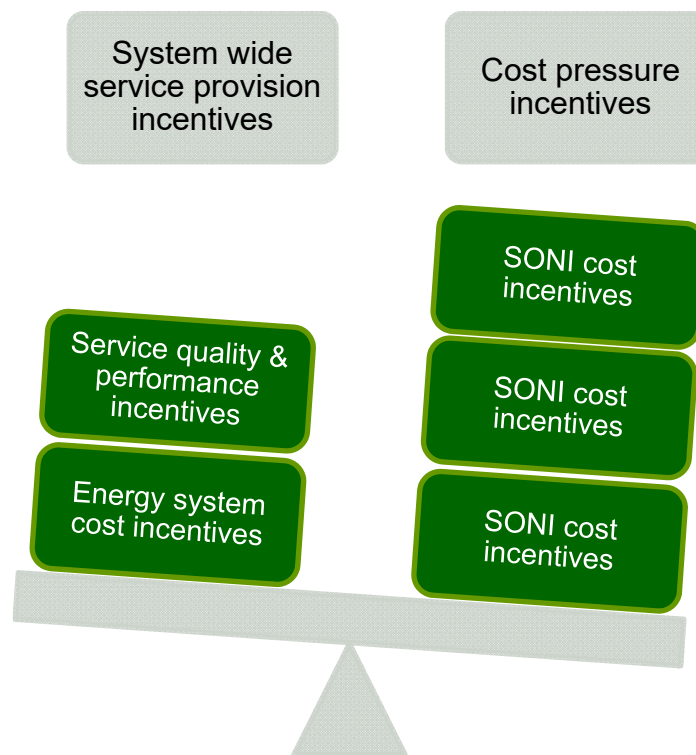 System wide
service provision
incentives
Cost pressure
incentives
SONI cost
incentives
Service quality &
performance
incentives
SONI cost
incentives
Energy system
cost incentives
SONI cost
incentives